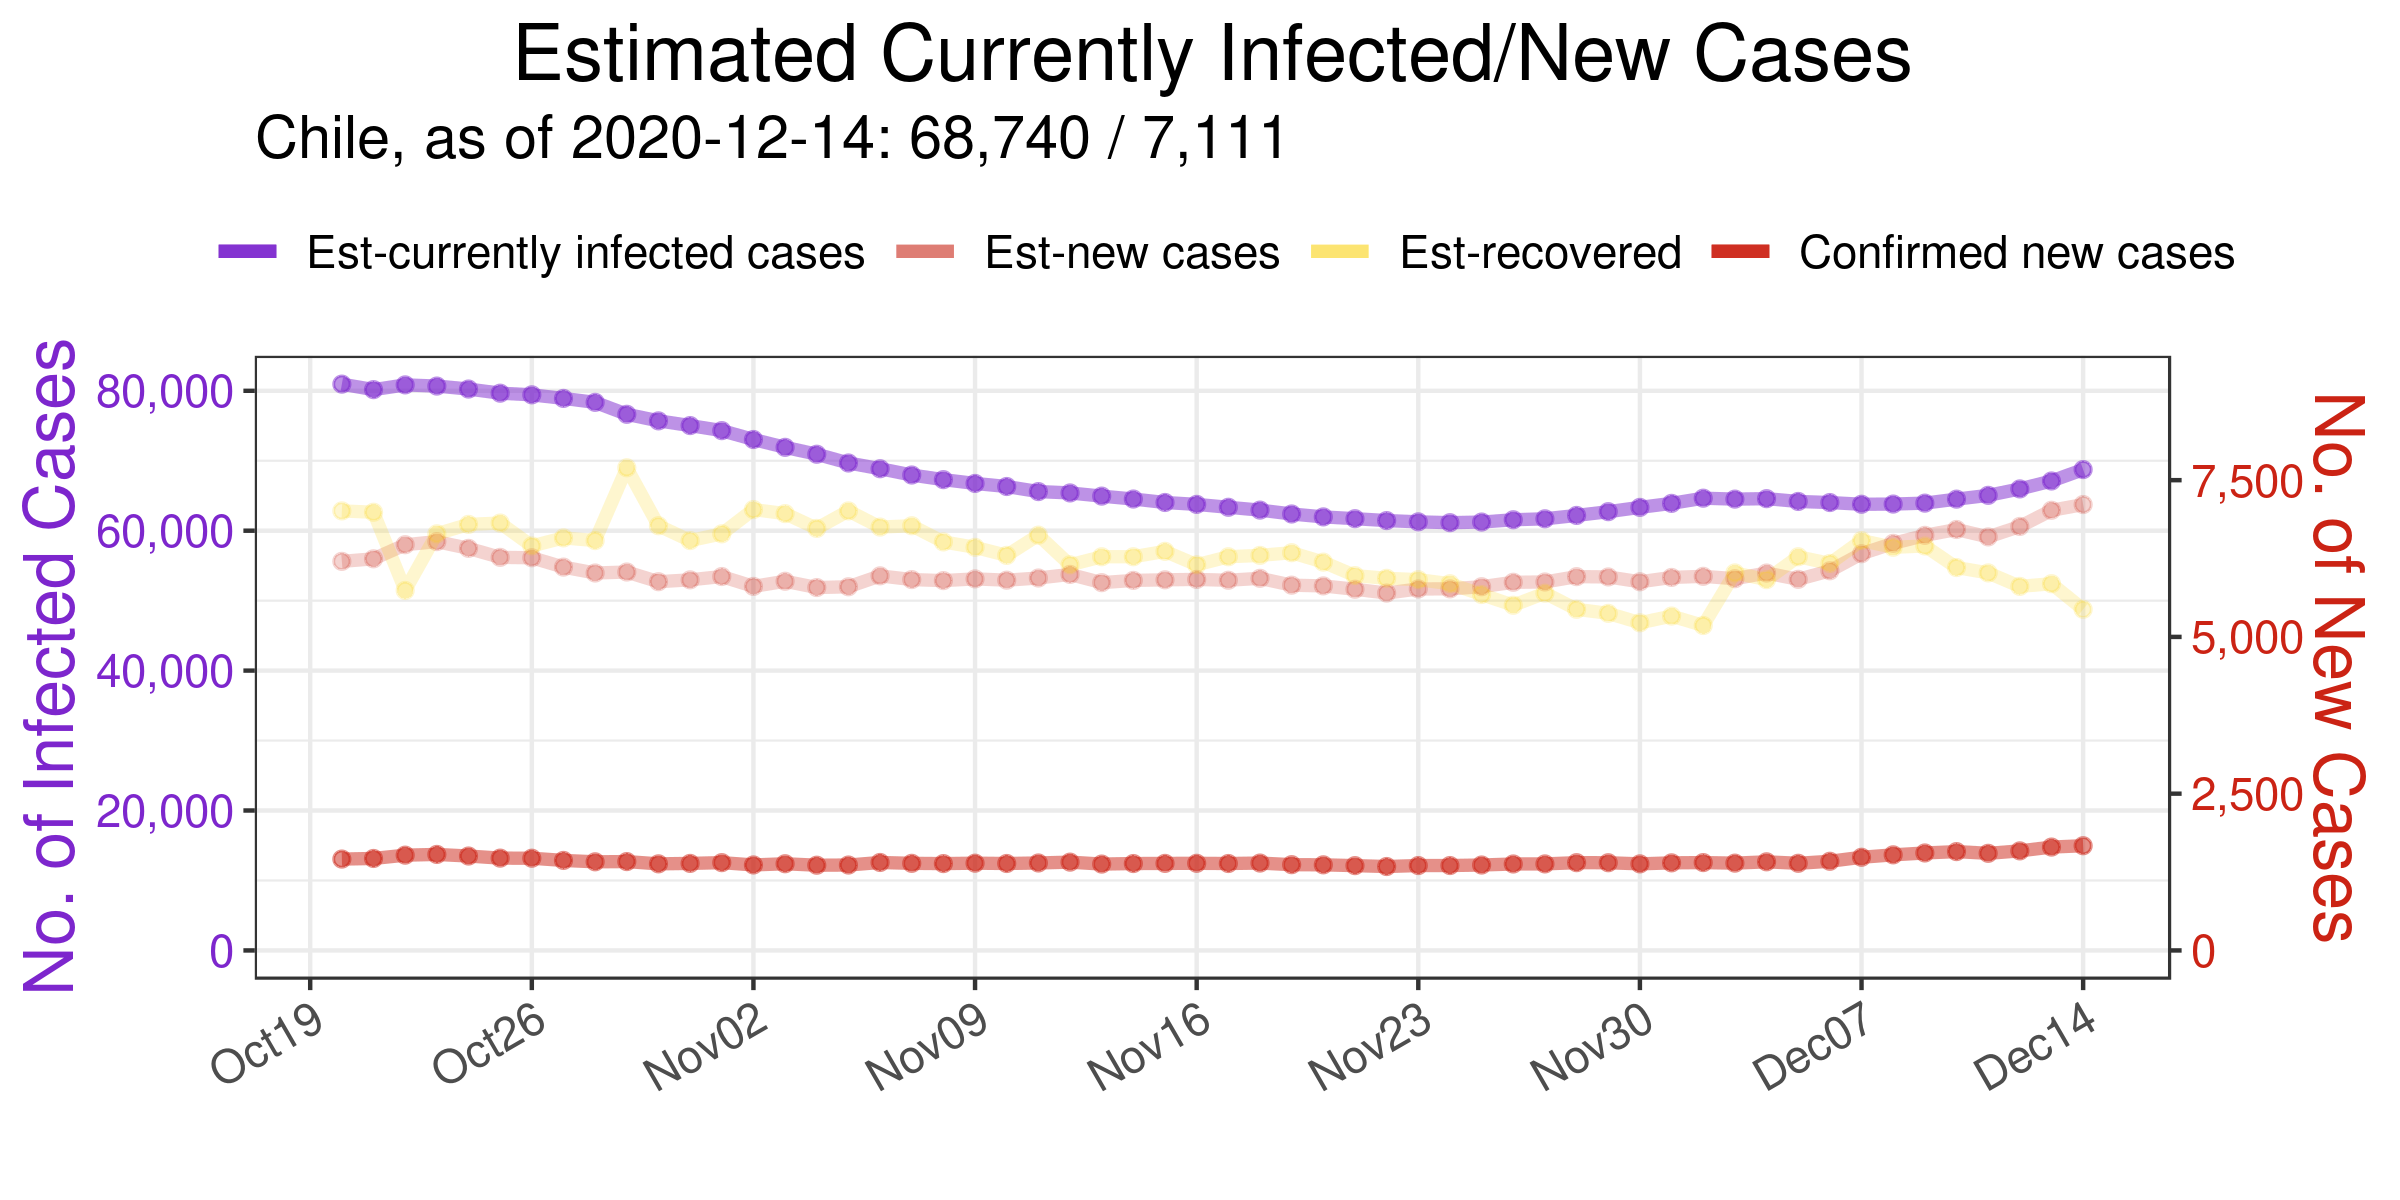 Estimated Currently Infected/New Cases
Chile, as of 2020-12-14: 68,740 / 7,111
Est-currently infected cases Est-new cases Est-recovered Confirmed new cases
No. of Infected Cases
80,000
60,000
40,000
20,000
0
7,500
5,000
2,500
0
No. of New Cases
Oct19 Oct26 Nov02 Nov09 Nov16 Nov23 Nov30 Dec07 Dec14